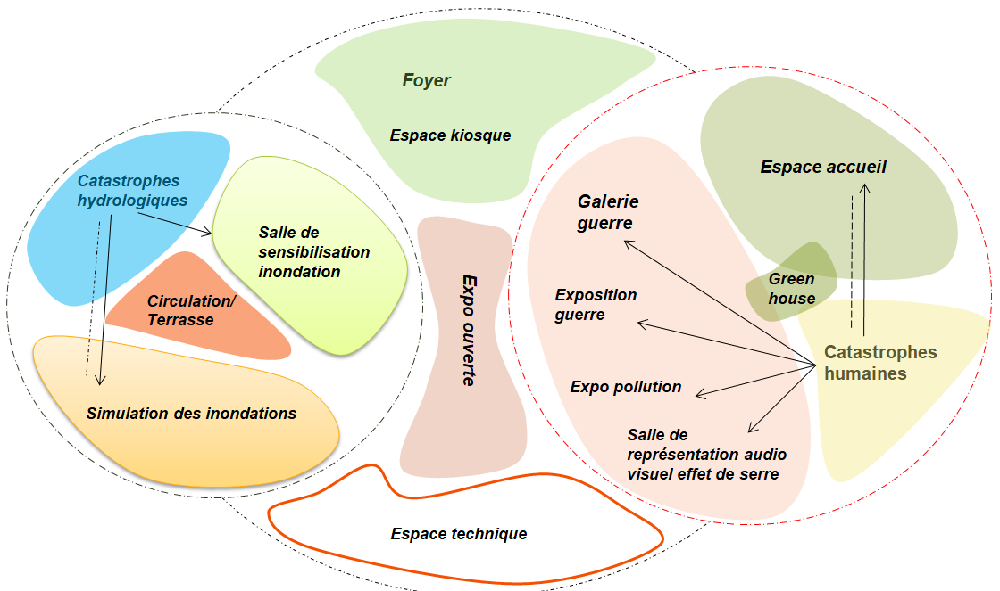 Foyer
Espace kiosque
Catastrophes
hydrologiques
Salle de
sensibilisation
inondation
Circulation/
Terrasse
Simulation des inondations
Expo ouverte
Espace technique
Espace accueil
Galerie
guerre
Green
house
Exposition
guerre
Catastrophes
humaines
Expo pollution
Salle de
représentation audio
visuel effet de serre